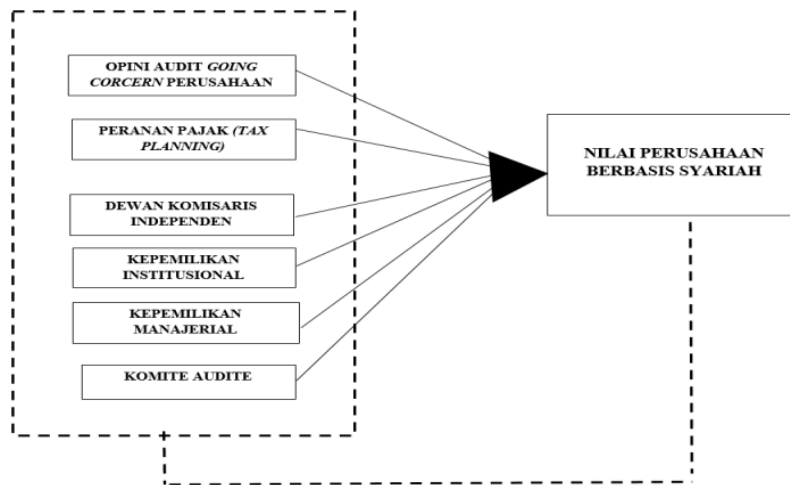 OPINI AUDIT GOING
CORCERN PERUSAHAAN
PERANAN PAJAK (TAX
PLANNING)
DEWAN KOMISARIS
INDEPENDEN
KEPEMILIKAN
INSTITUSIONAL
KEPEMILIKAN
MANAJERIAL
KOMITE AUDITE
NILAI PERUSAHAAN
BERBASIS SYARIAH